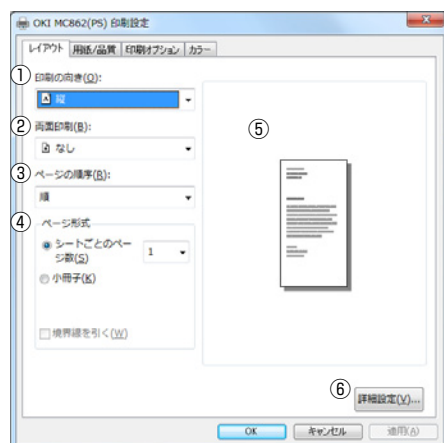 OKI MC862(PS) 印刷設定
レイアウト 用紙/品質 印刷オプション カラー
① 印刷の向き(O):
縦
② 両面印刷(B):
なし
③ ページの順序(R):
順
④ ページ形式
シートごとのペー
ジ数(S)
1
小冊子(K)
境界線を引く(W)
⑤
⑥
詳細設定(V)...
OK キャンセル 適用(A)